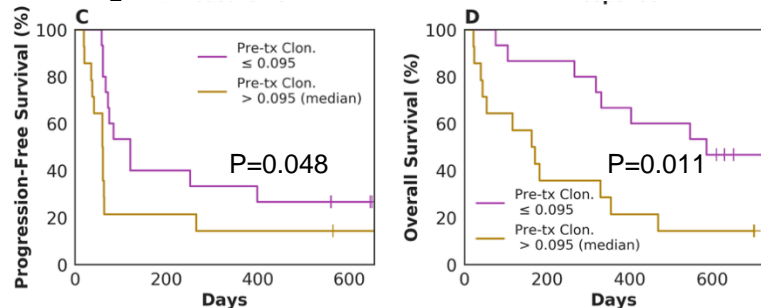 C
Progression-Free Survival (%)
100
80
60
40
20
0
Pre-tx Clon.
≤ 0.095
Pre-tx Clon.
> 0.095 (median)
P=0.048
0
200
400
600
Days
D
Overall Survival (%)
100
80
60
40
20
0
P=0.011
Pre-tx Clon.
≤ 0.095
Pre-tx Clon.
> 0.095 (median)
0
200
400
600
Days